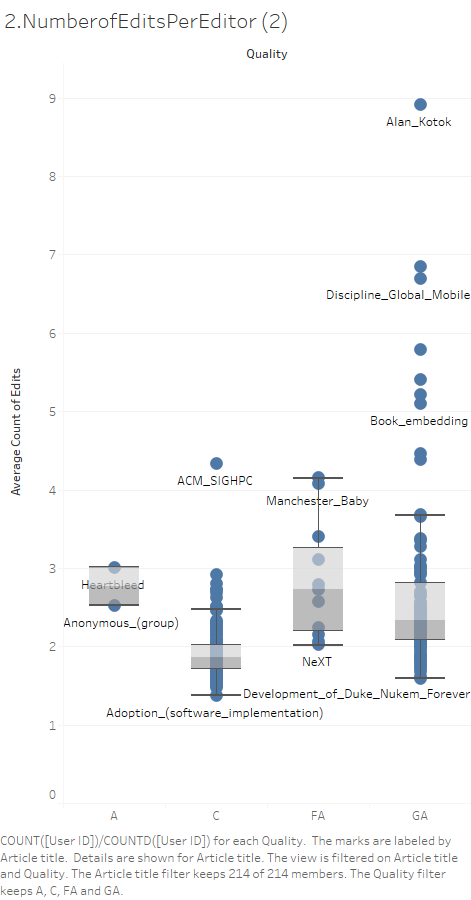 2.NumberofEditsPerEditor (2)
Quality
9
Alan_Kotok
8
7
Discipline_Global_Mobile
6
5
Book_embedding
Average Count of Edits
ACM_SIGHPC
4
Manchester_Baby
3
Heartbleed
Anonymous_(group)
2
NeXT
Development_of_Duke_Nukem_Forever
Adoption_(software_implementation)
1
0
A C FA GA
COUNT([User ID])/COUNTD([User ID]) for each Quality. The marks are labeled by
Article title. Details are shown for Article title. The view is filtered on Article title
and Quality. The Article title filter keeps 214 of 214 members. The Quality filter
keeps A, C, FA and GA.